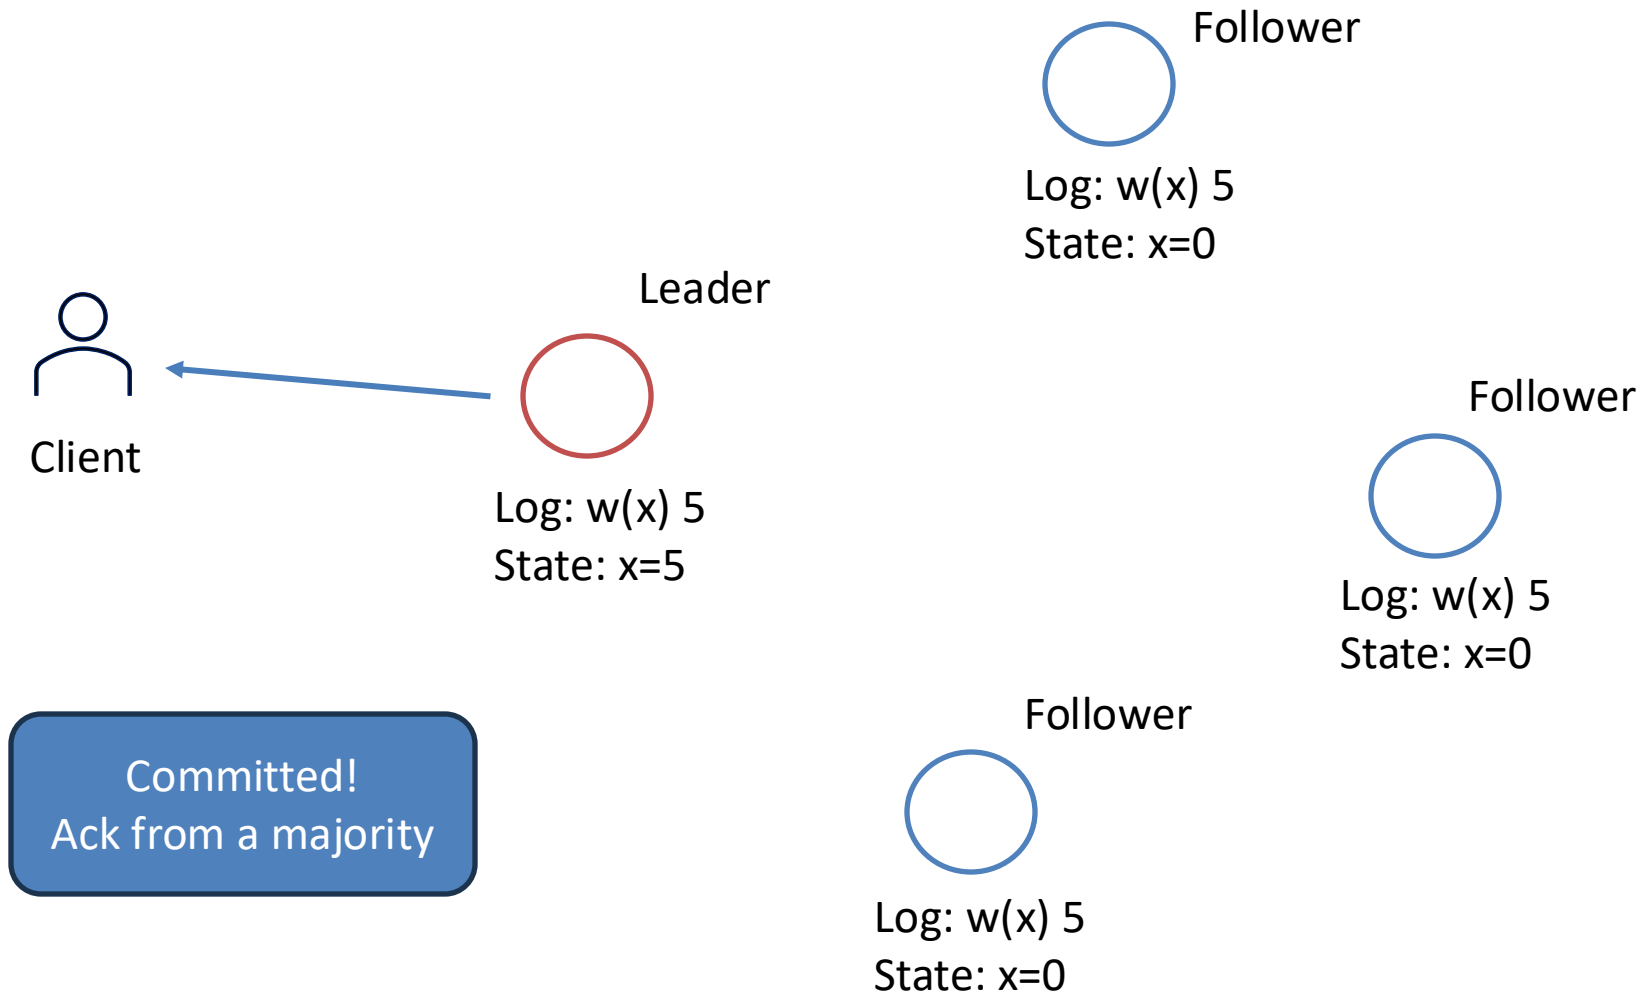 Follower
Log: w(x) 5
State: x=0
Leader
Client
Log: w(x) 5
State: x=5
Follower
Log: w(x) 5
State: x=0
Committed!
Ack from a majority
Follower
Log: w(x) 5
State: x=0